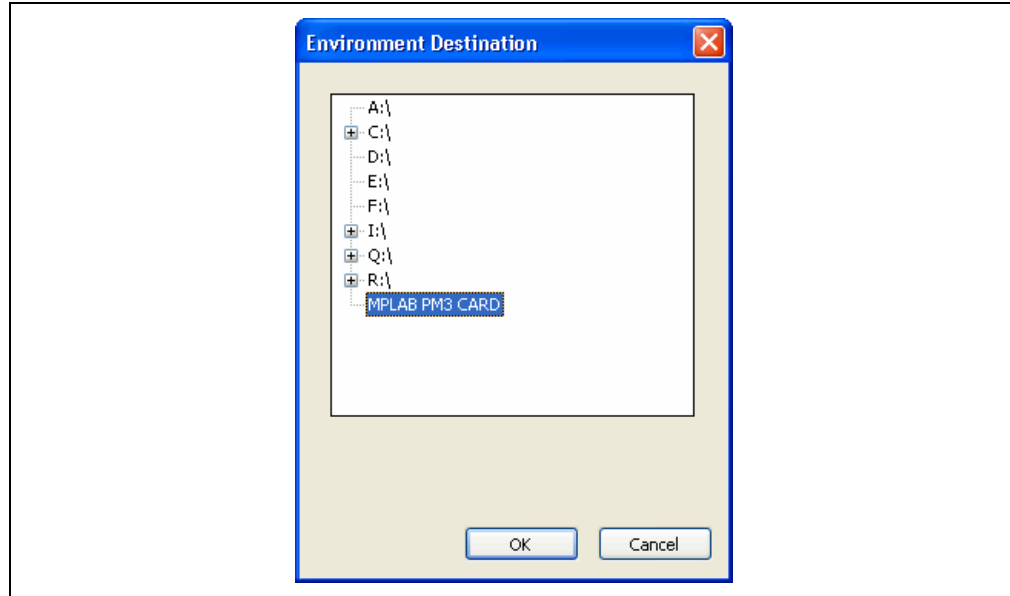 Environment Destination
A:\
C:\
D:\
E:\
F:\
I:\
Q:\
R:\
MPLAB PM3 CARD
OK
Cancel